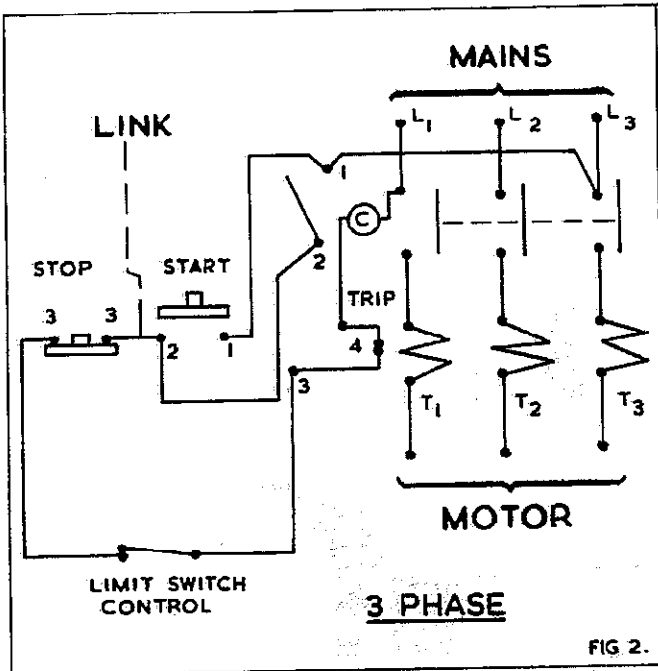 MAINS
L1 L2 L3
LINK
1
C
2
STOP START
TRIP
3 3 2 1
4
3
T1 T2 T3
MOTOR
LIMIT SWITCH
CONTROL
3 PHASE
FIG 2.